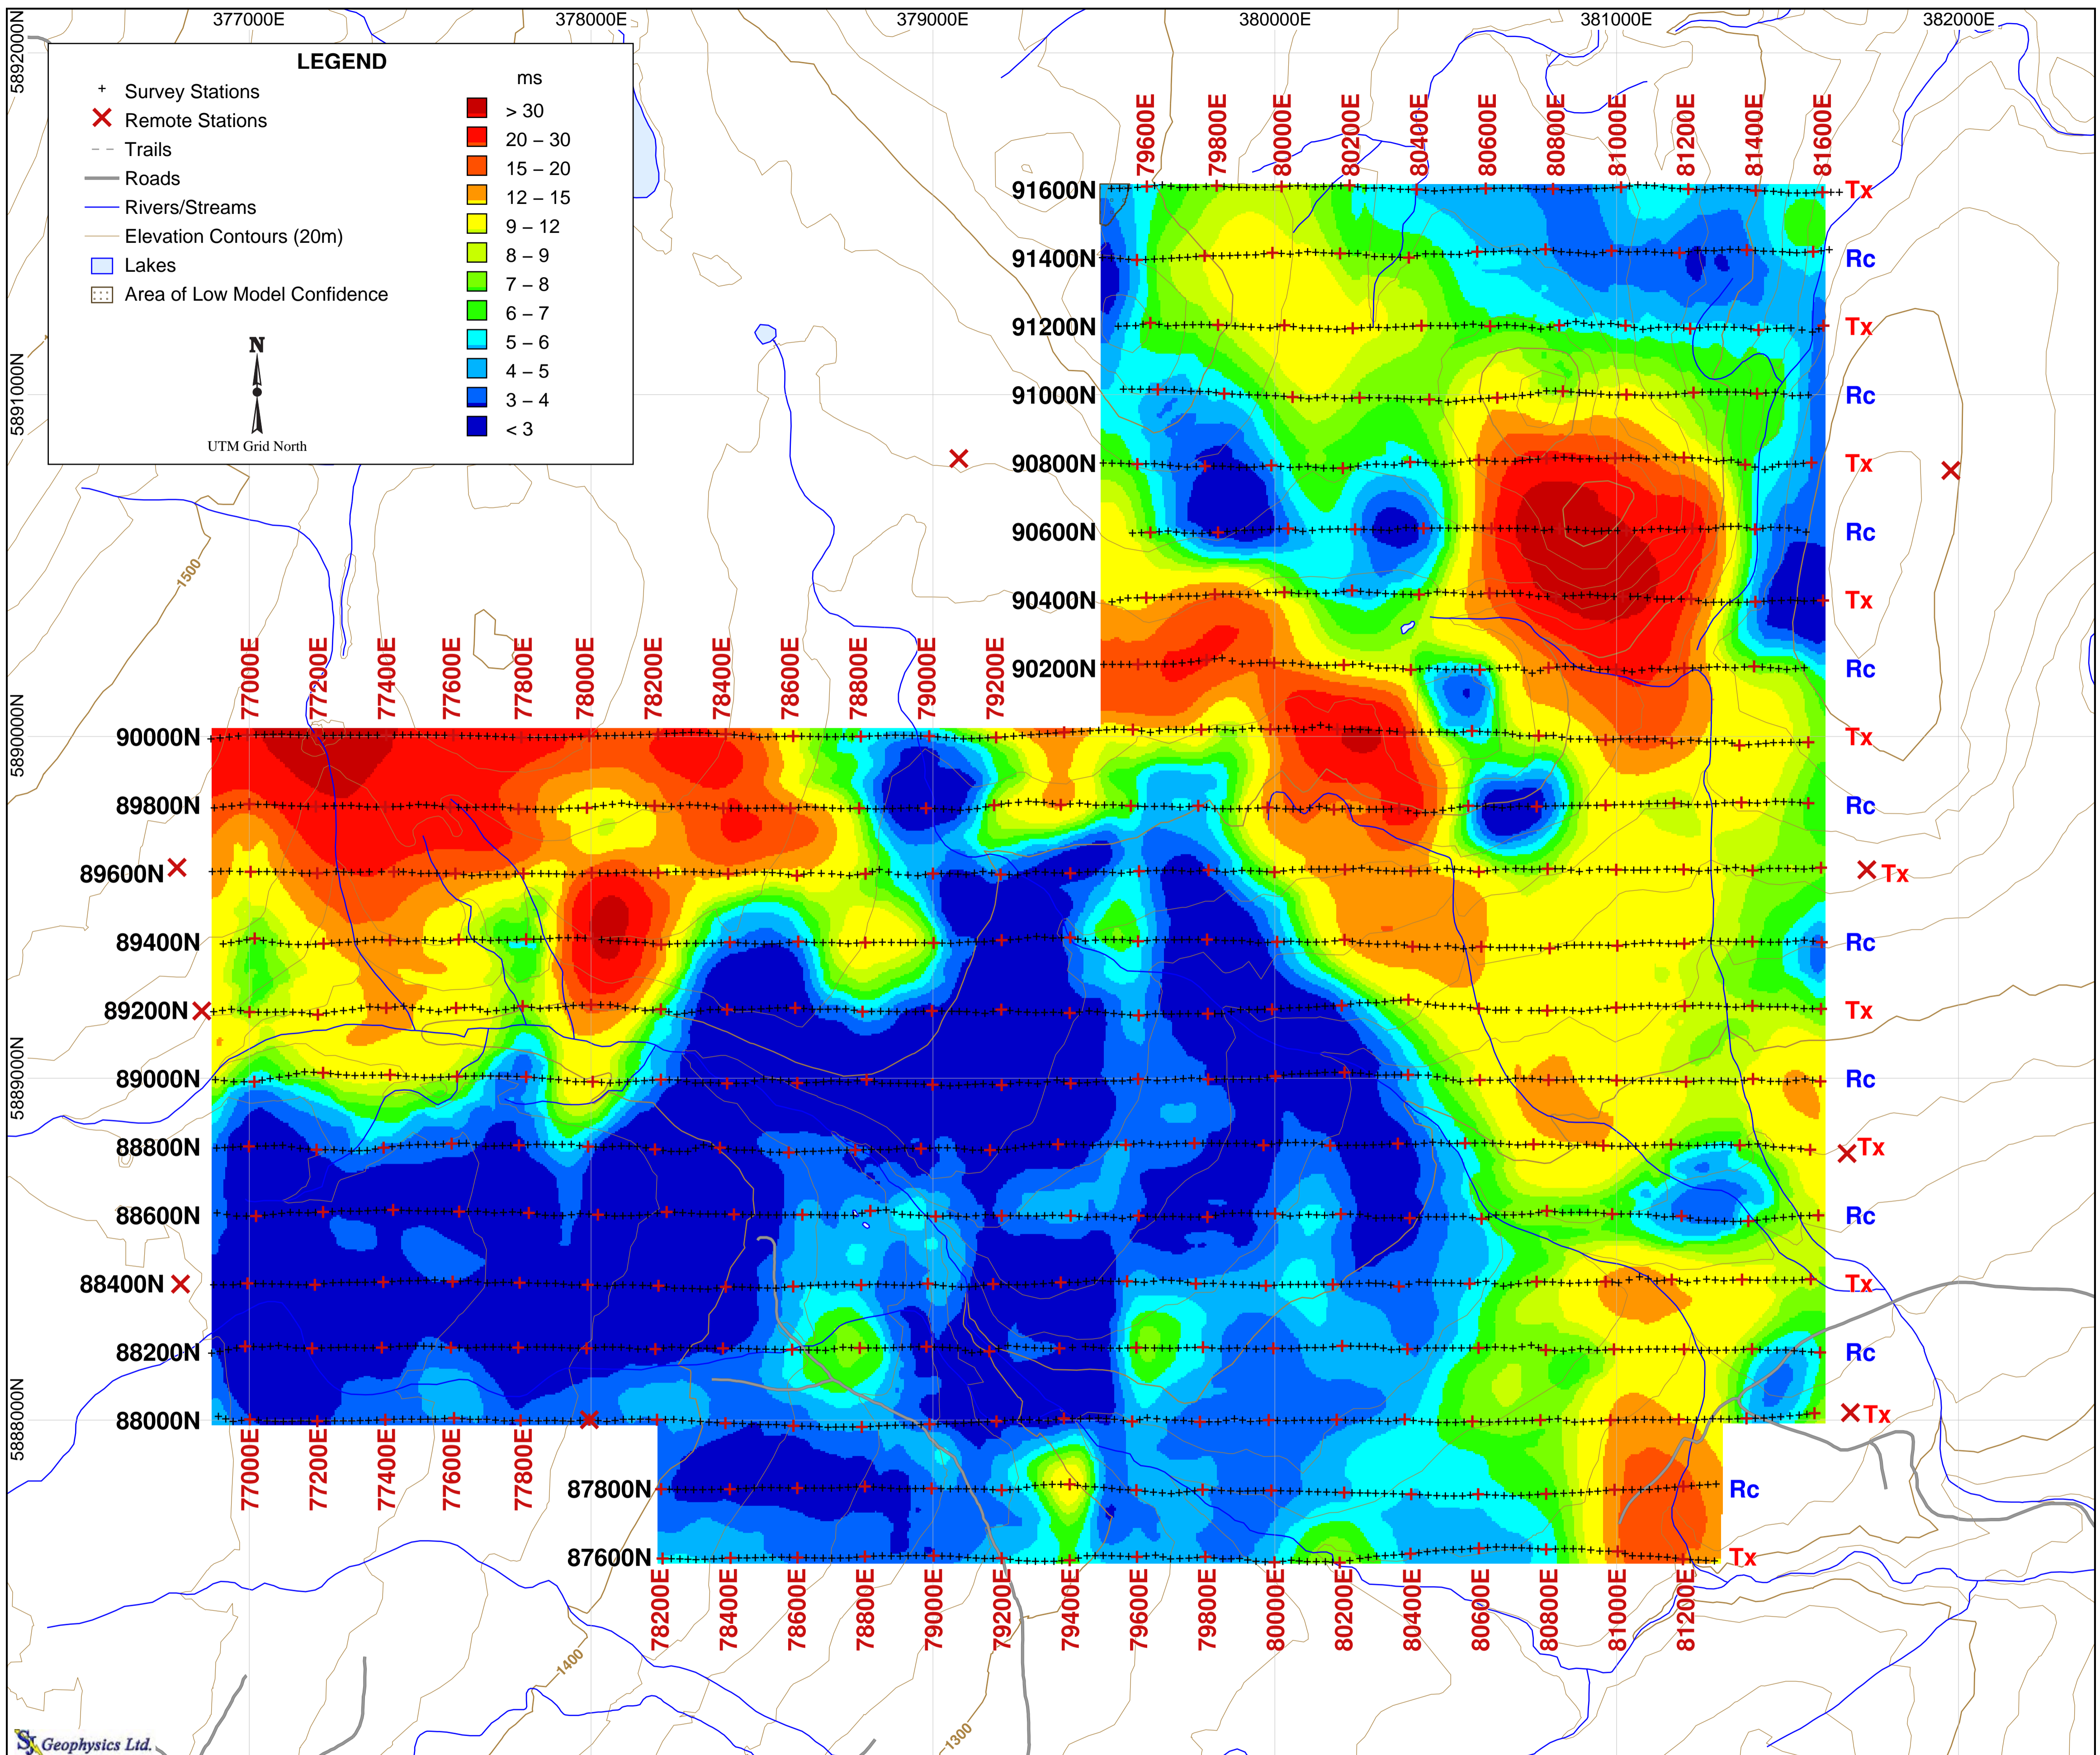 377000E 378000E 379000E 380000E 381000E 382000E
5892000N
5891000N
5890000N
5889000N
5888000N
LEGEND
ms
Survey Stations
Remote Stations
Trails
Roads
Rivers/Streams
Elevation Contours (20m)
Lakes
Area of Low Model Confidence
> 30
20 – 30
15 – 20
12 – 15
9 – 12
8 – 9
7 – 8
6 – 7
5 – 6
4 – 5
3 – 4
< 3
N
UTM Grid North
79600E 79800E 80000E 80200E 80400E 80600E 80800E 81000E 81200E 81400E 81600E
91600N Tx
91400N Rc
91200N Tx
91000N Rc
90800N Tx
90600N Rc
90400N Tx
90200N Rc
1500
77000E 77200E 77400E 77600E 77800E 78000E 78200E 78400E 78600E 78800E 79000E 79200E
90000N Tx
89800N Rc
89600N Tx
89400N Rc
89200N Tx
89000N Rc
88800N Tx
88600N Rc
88400N Tx
88200N Rc
88000N Tx
77000E 77200E 77400E 77600E 77800E
87800N Rc
87600N Tx
78200E 78400E 78600E 78800E 79000E 79200E 79400E 79600E 79800E 80000E 80200E 80400E 80600E 80800E 81000E 81200E
1400
1300
SJ Geophysics Ltd.